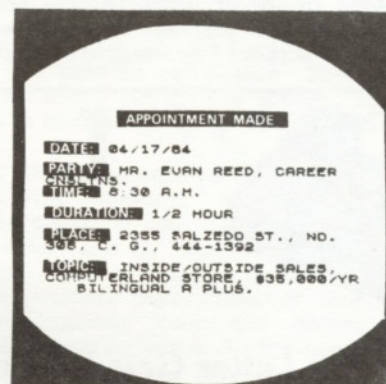 APPOINTMENT MADE
DATE: 04/17/84
PARTY: MR. EVAN REED, CAREER
CNSLTNS.
TIME: 8:30 A.M.
DURATION: 1/2 HOUR
PLACE: 2355 SALZEDO ST., NO.
305, C. G., 444-1392
TOPIC: INSIDE/OUTSIDE SALES,
COMPUTERLAND STORE, $35,000/YR
BILINGUAL A PLUS.